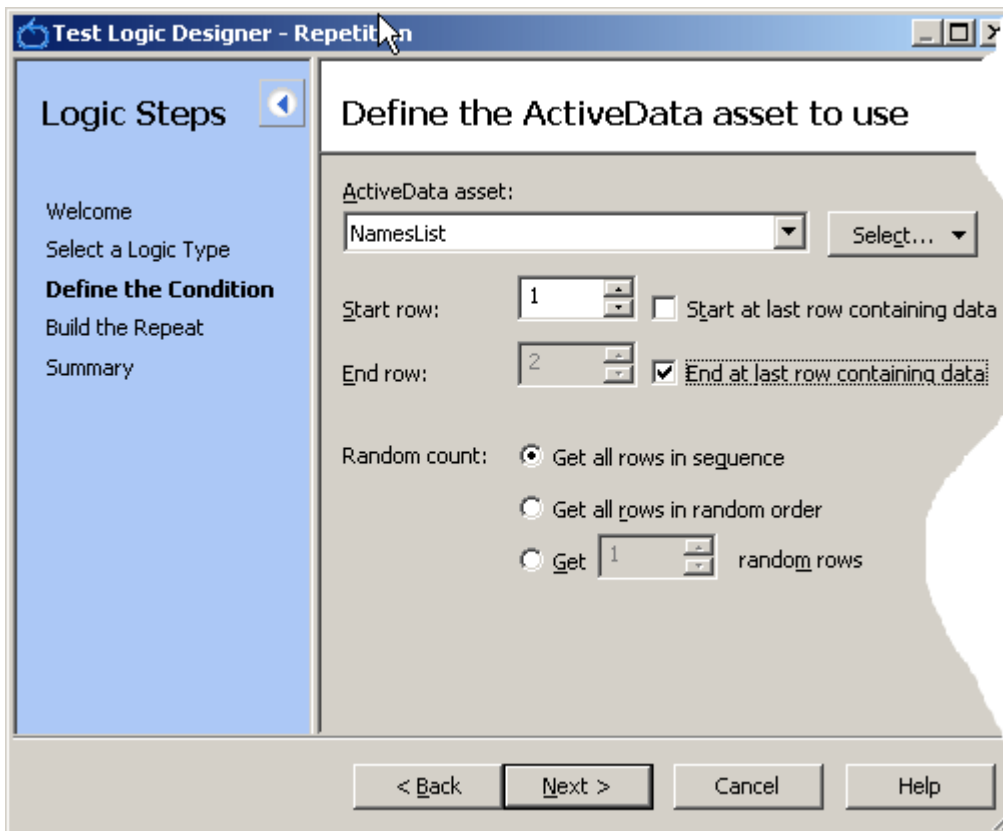 Test Logic Designer - Repetition
Logic Steps
Define the ActiveData asset to use
Welcome
Select a Logic Type
Define the Condition
Build the Repeat
Summary
ActiveData asset:
NamesList
Select...
Start row:
1
Start at last row containing data
End row:
2
End at last row containing data
Random count:
Get all rows in sequence
Get all rows in random order
Get 1 random rows
< Back
Next >
Cancel
Help